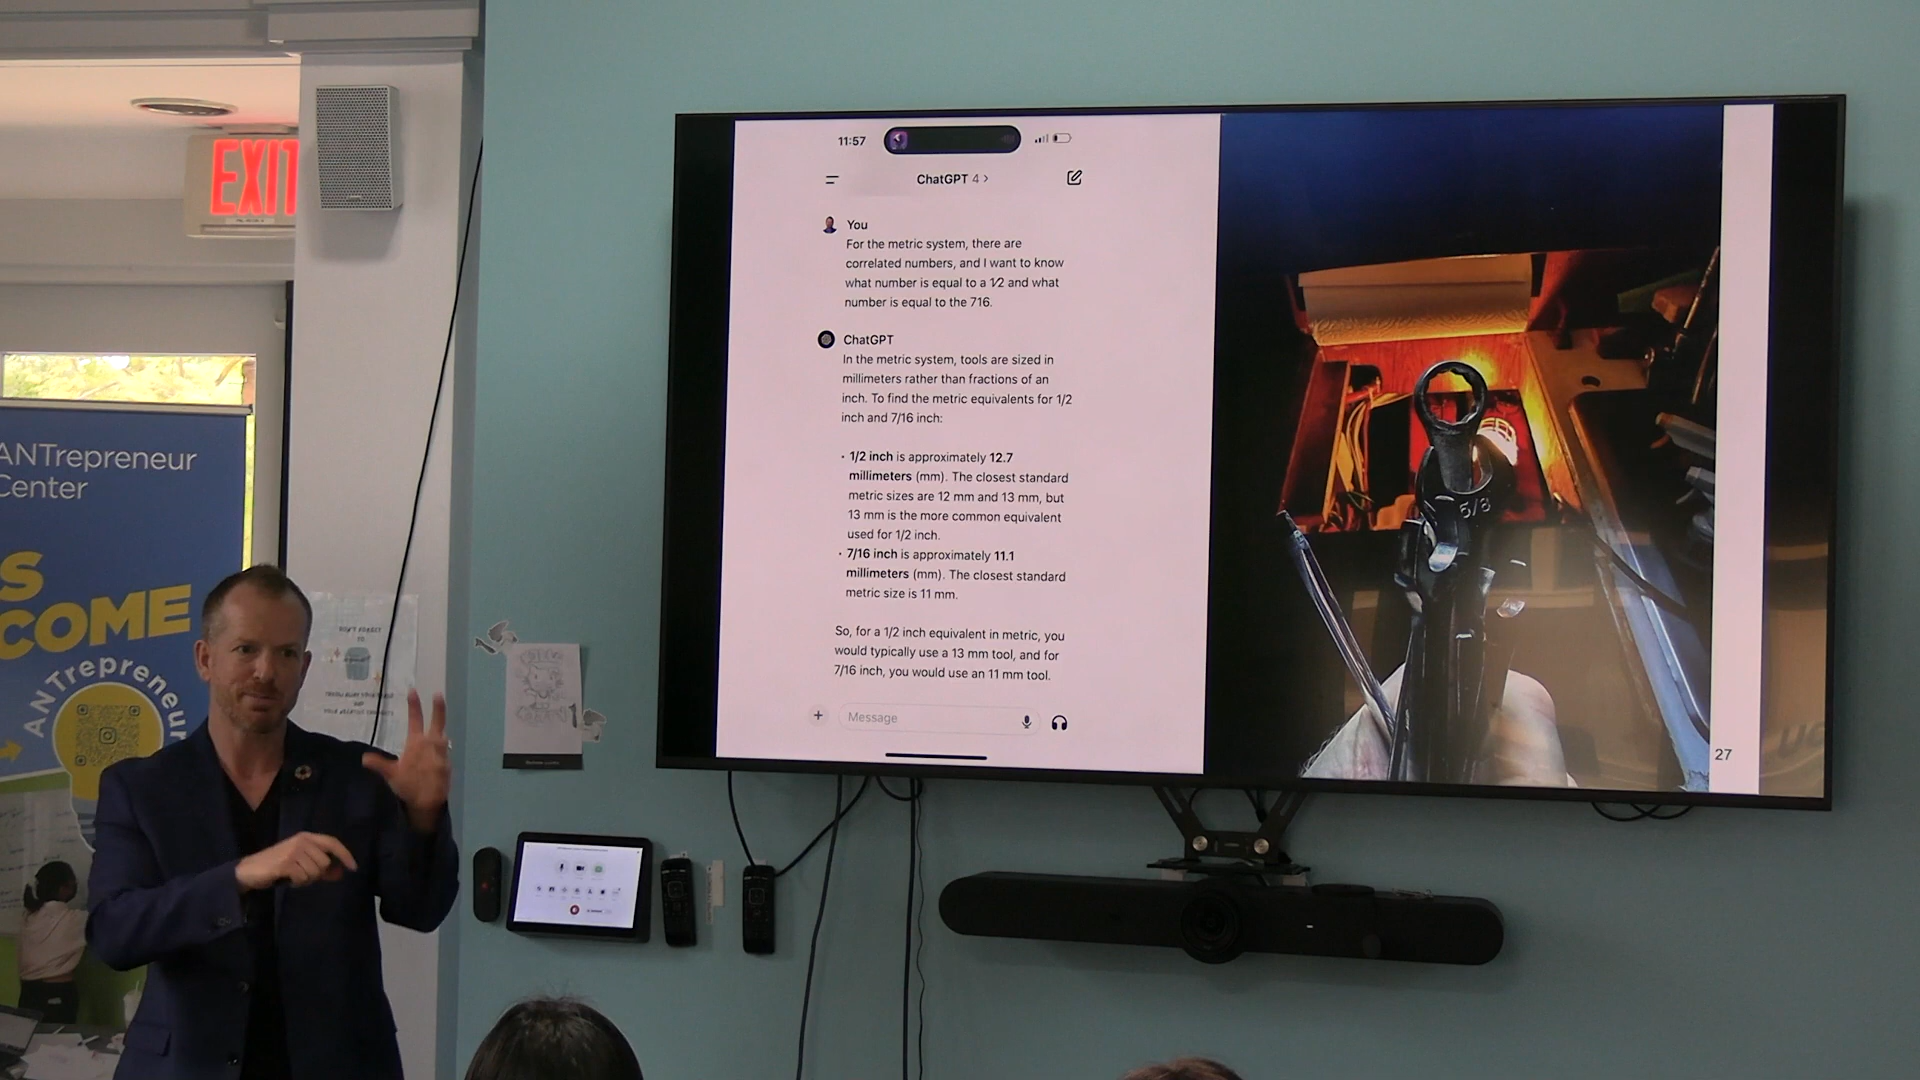 EXIT
ANTrepreneur
Center
S
COME
ANTrepreneur
11:57
ChatGPT 4 >
You
For the metric system, there are
correlated numbers, and I want to know
what number is equal to a 1/2 and what
number is equal to the 716.
ChatGPT
In the metric system, tools are sized in
millimeters rather than fractions of an
inch. To find the metric equivalents for 1/2
inch and 7/16 inch:
• 1/2 inch is approximately 12.7
millimeters (mm). The closest standard
metric sizes are 12 mm and 13 mm, but
13 mm is the more common equivalent
used for 1/2 inch.
• 7/16 inch is approximately 11.1
millimeters (mm). The closest standard
metric size is 11 mm.
So, for a 1/2 inch equivalent in metric, you
would typically use a 13 mm tool, and for
7/16 inch, you would use an 11 mm tool.
Message
5/8
27